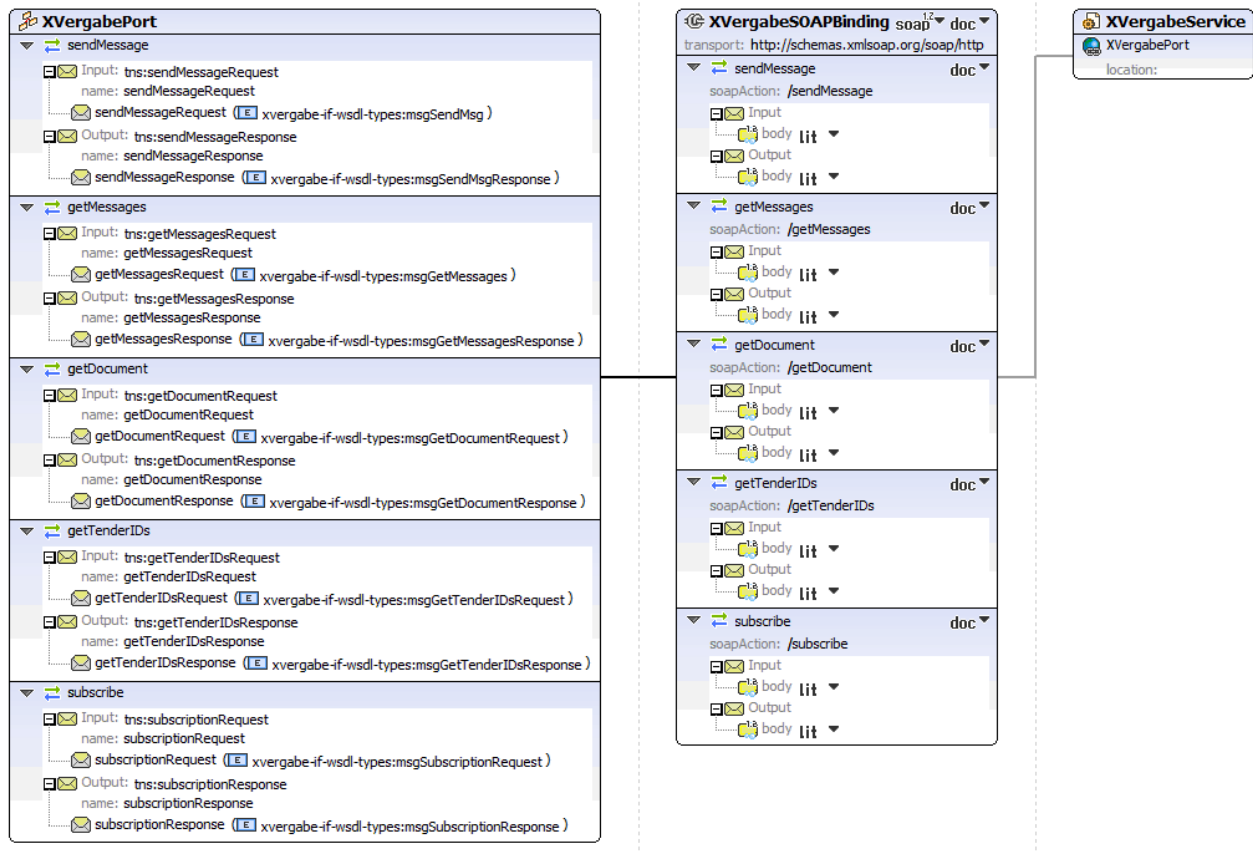 XVergabePort
sendMessage
Input: tns:sendMessageRequest
name: sendMessageRequest
sendMessageRequest ( E xvergabe-if-wsdl-types:msgSendMsg )
Output: tns:sendMessageResponse
name: sendMessageResponse
sendMessageResponse ( E xvergabe-if-wsdl-types:msgSendMsgResponse )
getMessages
Input: tns:getMessagesRequest
name: getMessagesRequest
getMessagesRequest ( E xvergabe-if-wsdl-types:msgGetMessages )
Output: tns:getMessagesResponse
name: getMessagesResponse
getMessagesResponse ( E xvergabe-if-wsdl-types:msgGetMessagesResponse )
getDocument
Input: tns:getDocumentRequest
name: getDocumentRequest
getDocumentRequest ( E xvergabe-if-wsdl-types:msgGetDocumentRequest )
Output: tns:getDocumentResponse
name: getDocumentResponse
getDocumentResponse ( E xvergabe-if-wsdl-types:msgGetDocumentResponse )
getTenderIDs
Input: tns:getTenderIDsRequest
name: getTenderIDsRequest
getTenderIDsRequest ( E xvergabe-if-wsdl-types:msgGetTenderIDsRequest )
Output: tns:getTenderIDsResponse
name: getTenderIDsResponse
getTenderIDsResponse ( E xvergabe-if-wsdl-types:msgGetTenderIDsResponse )
subscribe
Input: tns:subscriptionRequest
name: subscriptionRequest
subscriptionRequest ( E xvergabe-if-wsdl-types:msgSubscriptionRequest )
Output: tns:subscriptionResponse
name: subscriptionResponse
subscriptionResponse ( E xvergabe-if-wsdl-types:msgSubscriptionResponse )
XVergabeSOAPBinding soap 1.2 doc
transport: http://schemas.xmlsoap.org/soap/http
sendMessage doc
soapAction: /sendMessage
Input
body lit
Output
body lit
getMessages doc
soapAction: /getMessages
Input
body lit
Output
body lit
getDocument doc
soapAction: /getDocument
Input
body lit
Output
body lit
getTenderIDs doc
soapAction: /getTenderIDs
Input
body lit
Output
body lit
subscribe doc
soapAction: /subscribe
Input
body lit
Output
body lit
XVergabeService
XVergabePort
location: